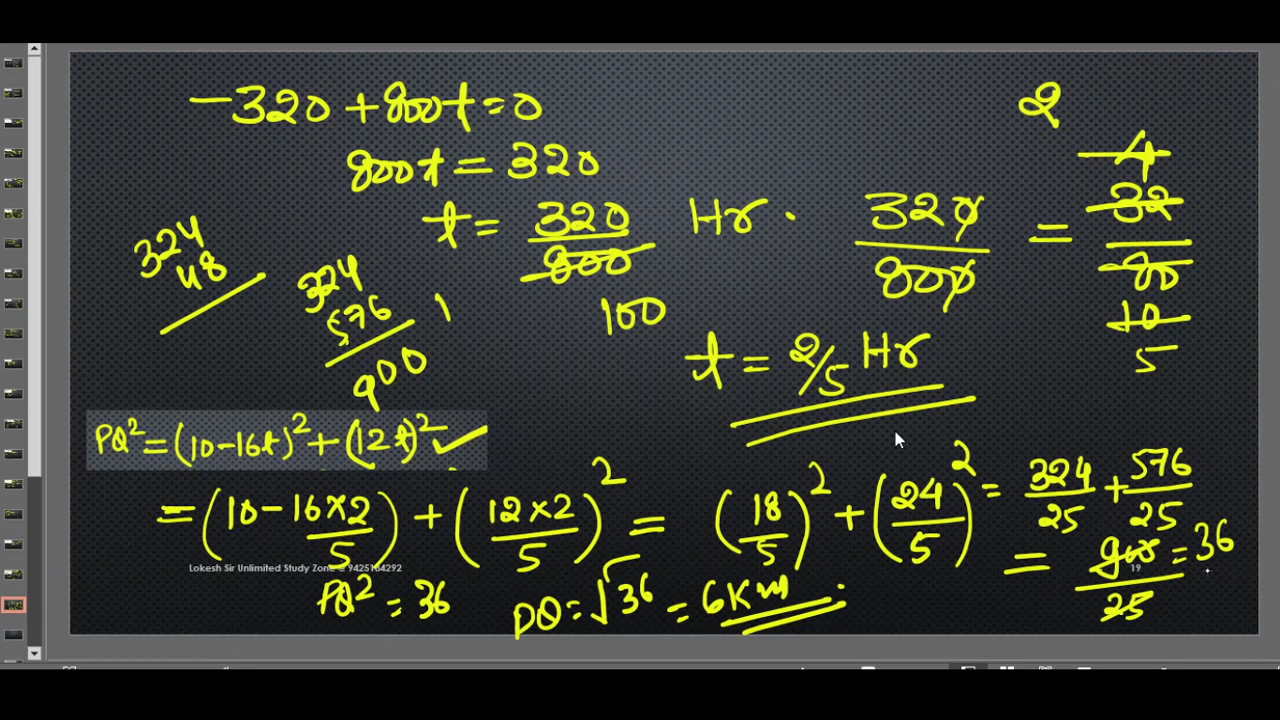 -320 + 800t = 0
800t = 320
t = 320/800 Hr.
100
320/800 = 32/80
2
4
10
5
t = 2/5 Hr
324
48
324
576
900
1
PQ² = (10-16t)² + (12t)²
= (10 - 16×2/5) + (12×2/5)² = (18/5)² + (24/5)² = 324/25 + 576/25
= 900/25 = 36
Lokesh Sir Unlimited Study Zone @ 9425184292
19
PQ² = 36 PQ = √36 = 6Km